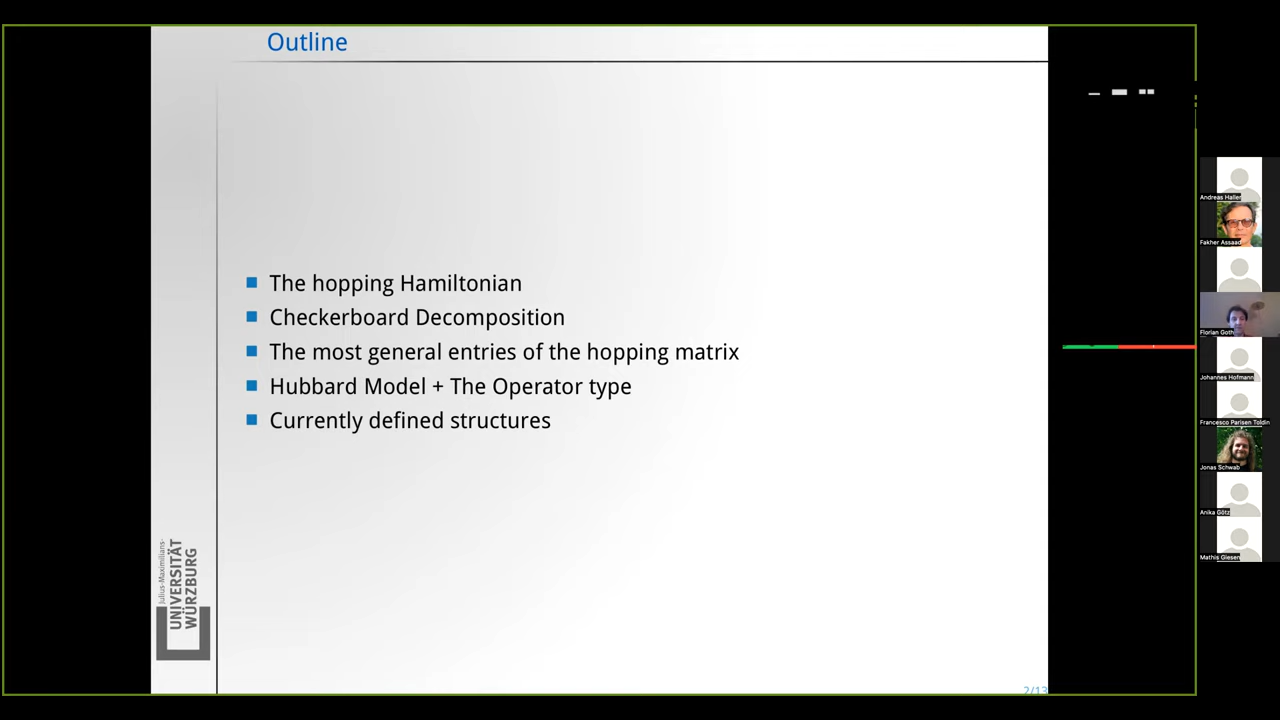 Outline
The hopping Hamiltonian
Checkerboard Decomposition
The most general entries of the hopping matrix
Hubbard Model + The Operator type
Currently defined structures
Julius-Maximilians-
UNIVERSITÄT
WÜRZBURG
2/13
Andreas Haller
Fakher Assaad
Florian Goth
Johannes Hofmann
Francesco Parisen Toldin
Jonas Schwab
Anika Götz
Mathis Giesen